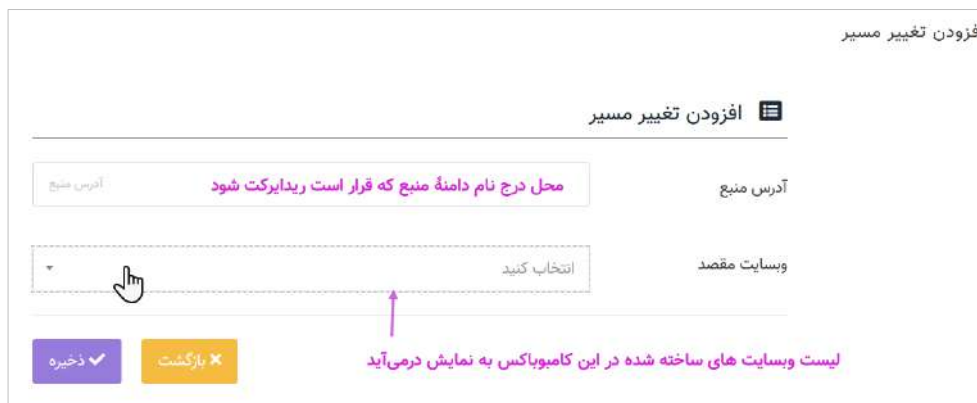 فزودن تغییر مسیر
افزودن تغییر مسیر
آدرس منبع
محل درج نام دامنهٔ منبع که قرار است ریدایرکت شود
آدرس منبع
وبسایت مقصد
انتخاب کنید
لیست وبسایت های ساخته شده در این کامبوباکس به نمایش درمی‌آید
بازگشت
ذخیره